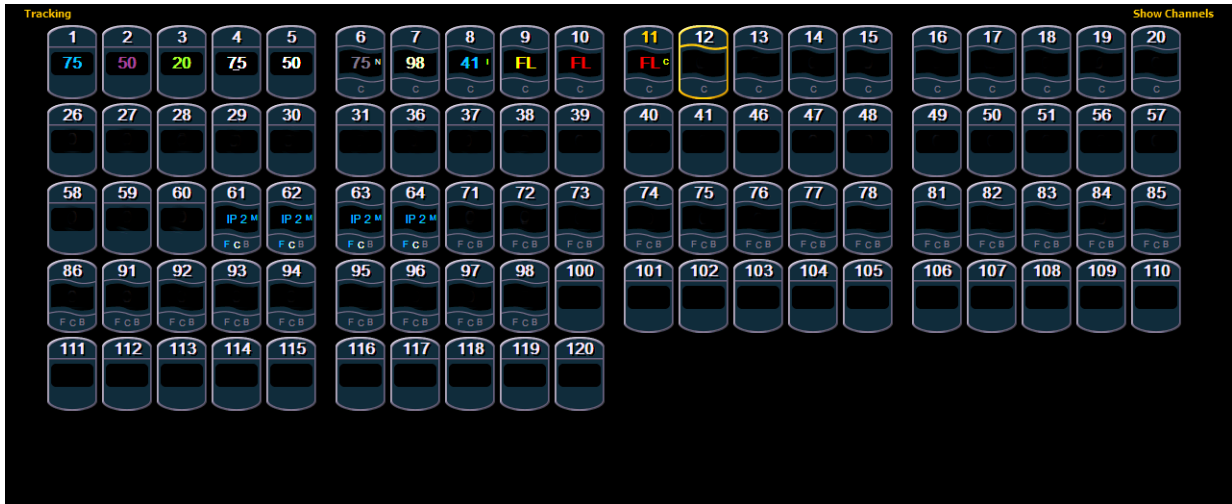 Tracking Show Channels
1 2 3 4 5 6 7 8 9 10 11 12 13 14 15 16 17 18 19 20
75 50 20 75 50 75 N 98 41 I FL FL FL C
C C C C C C C C C C C C C C C
26 27 28 29 30 31 36 37 38 39 40 41 46 47 48 49 50 51 56 57
58 59 60 61 62 63 64 71 72 73 74 75 76 77 78 81 82 83 84 85
IP 2 M IP 2 M IP 2 M IP 2 M
F C B F C B F C B F C B F C B F C B F C B F C B F C B F C B F C B F C B F C B F C B F C B F C B F C B
86 91 92 93 94 95 96 97 98 100 101 102 103 104 105 106 107 108 109 110
F C B F C B F C B F C B F C B F C B F C B F C B F C B
111 112 113 114 115 116 117 118 119 120